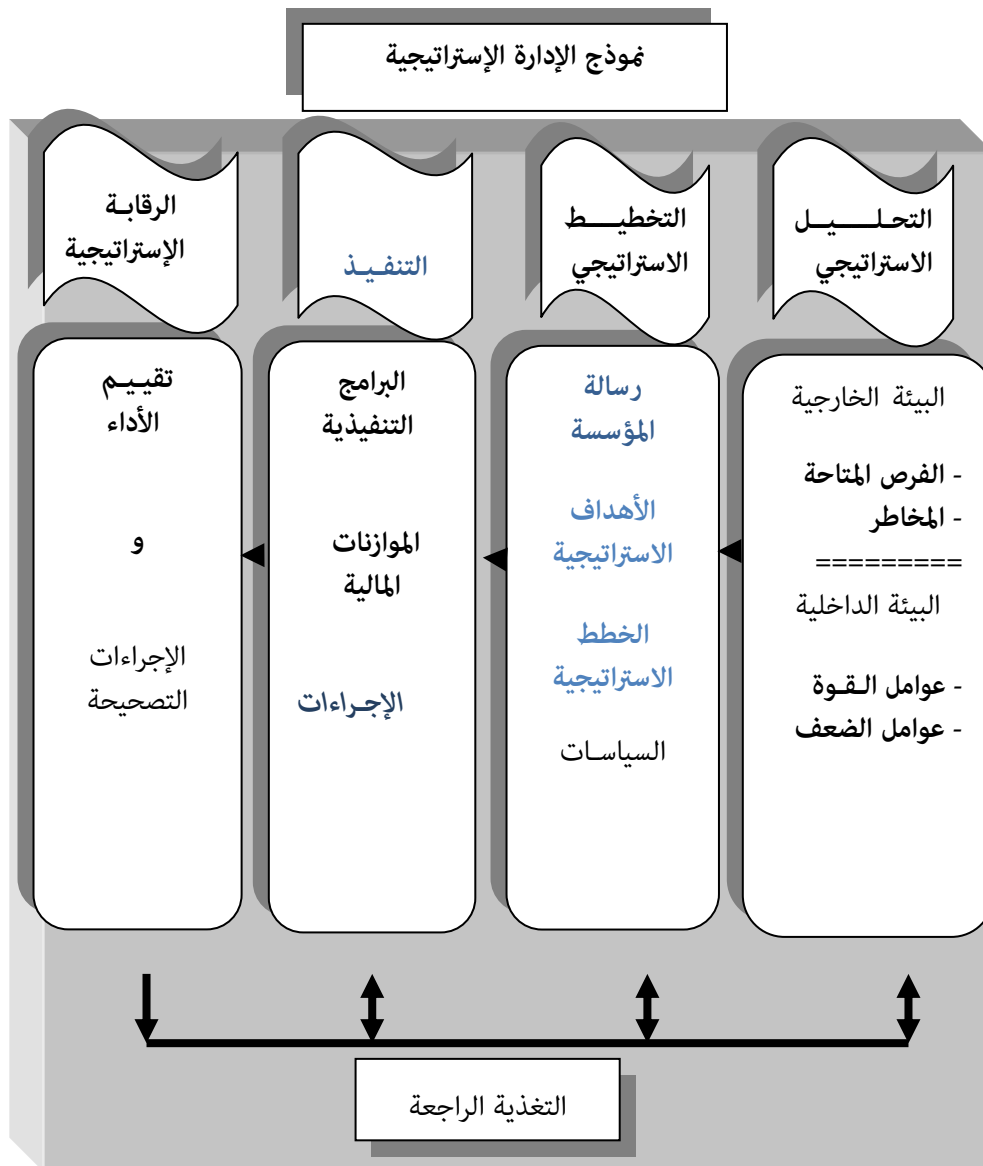 نموذج الإدارة الإستراتيجية
التحليل
الاستراتيجي
التخطيط
الاستراتيجي
التنفيذ
الرقابة
الإستراتيجية
البيئة الخارجية
- الفرص المتاحة
- المخاطر
=========
البيئة الداخلية
- عوامل القوة
- عوامل الضعف
رسالة
المؤسسة
الأهداف
الاستراتيجية
الخطط
الاستراتيجية
السياسات
البرامج
التنفيذية
الموازنات
المالية
الإجراءات
تقييم
الأداء
و
الإجراءات
التصحيحة
التغذية الراجعة